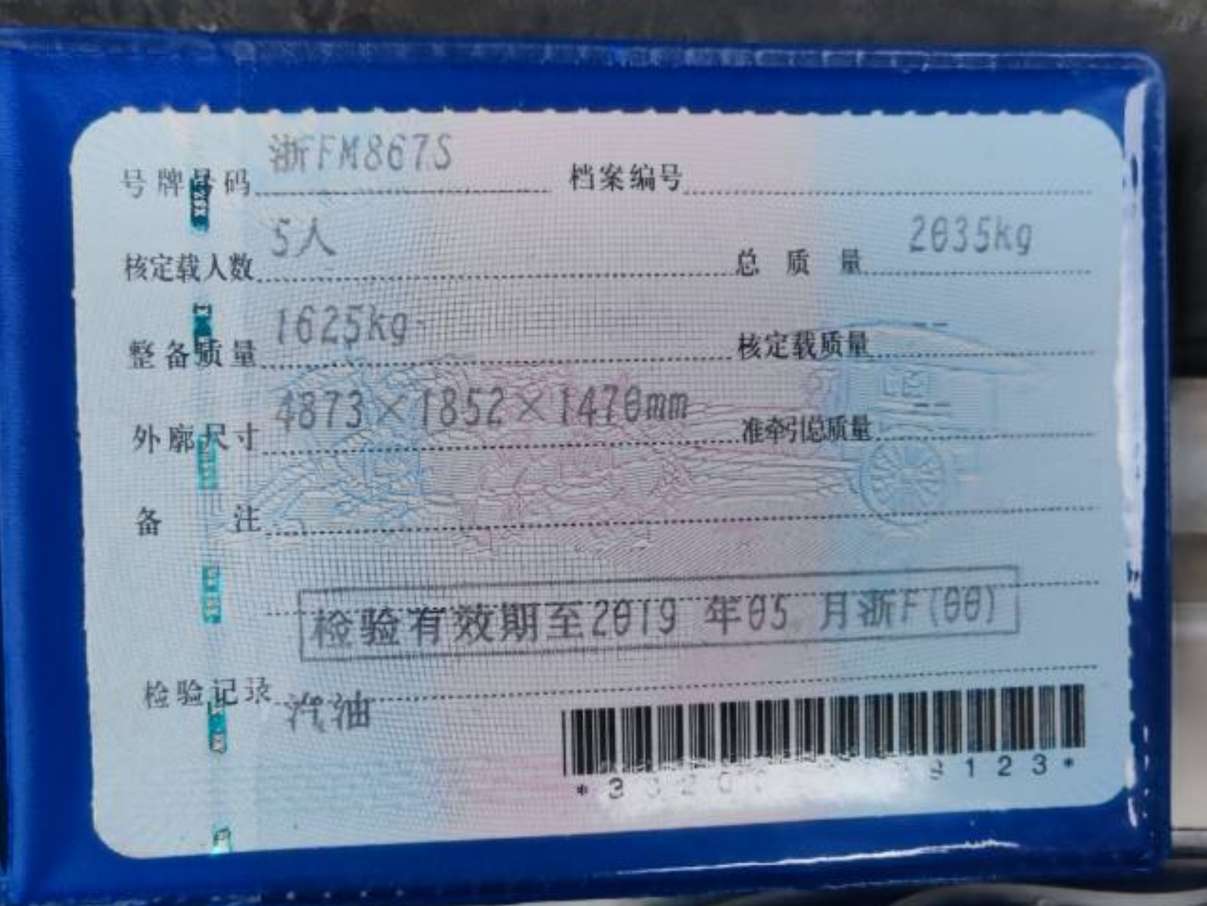 号牌号码 浙FFM867S 档案编号
核定载人数 5人 总质量 2035kg
整备质量 1625kg 核定载质量 --
外廓尺寸 4873×1852×1470mm 准牵引总质量 --
备注
检验有效期至2019 年05 月浙F(00)
检验记录 汽油